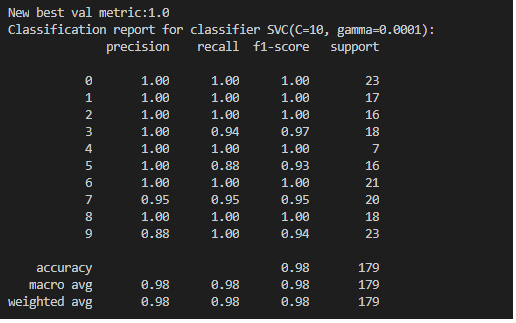 New best val metric:1.0
Classification report for classifier SVC(C=10, gamma=0.0001):
precision recall f1-score support
0 1.00 1.00 1.00 23
1 1.00 1.00 1.00 17
2 1.00 1.00 1.00 16
3 1.00 0.94 0.97 18
4 1.00 1.00 1.00 7
5 1.00 0.88 0.93 16
6 1.00 1.00 1.00 21
7 0.95 0.95 0.95 20
8 1.00 1.00 1.00 18
9 0.88 1.00 0.94 23
accuracy 0.98 179
macro avg 0.98 0.98 0.98 179
weighted avg 0.98 0.98 0.98 179